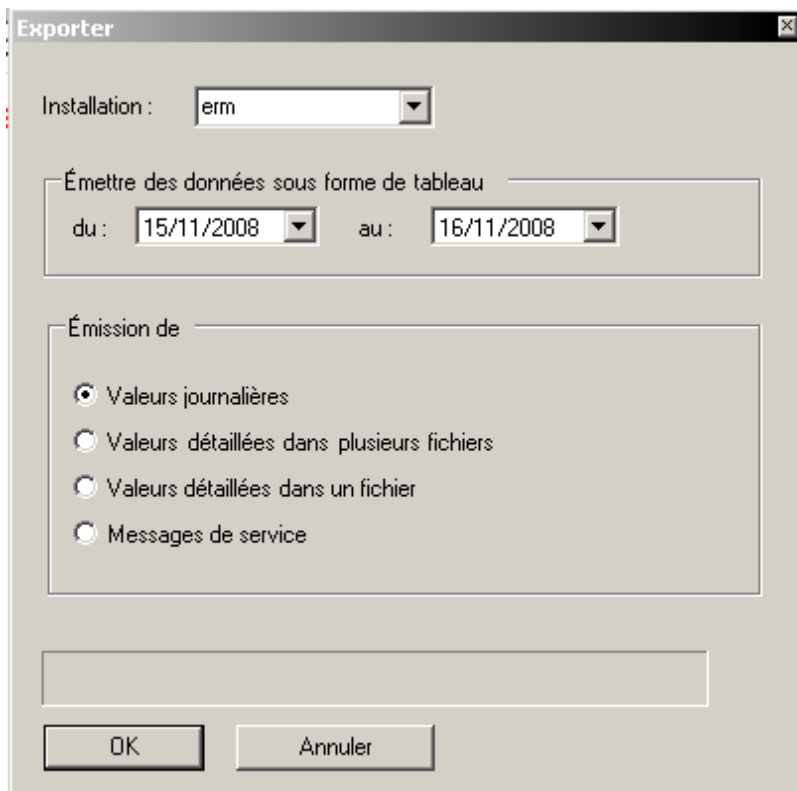 Exporter
Installation : erm
Émettre des données sous forme de tableau
du : 15/11/2008 au : 16/11/2008
Émission de
Valeurs journalières
Valeurs détaillées dans plusieurs fichiers
Valeurs détaillées dans un fichier
Messages de service
OK Annuler